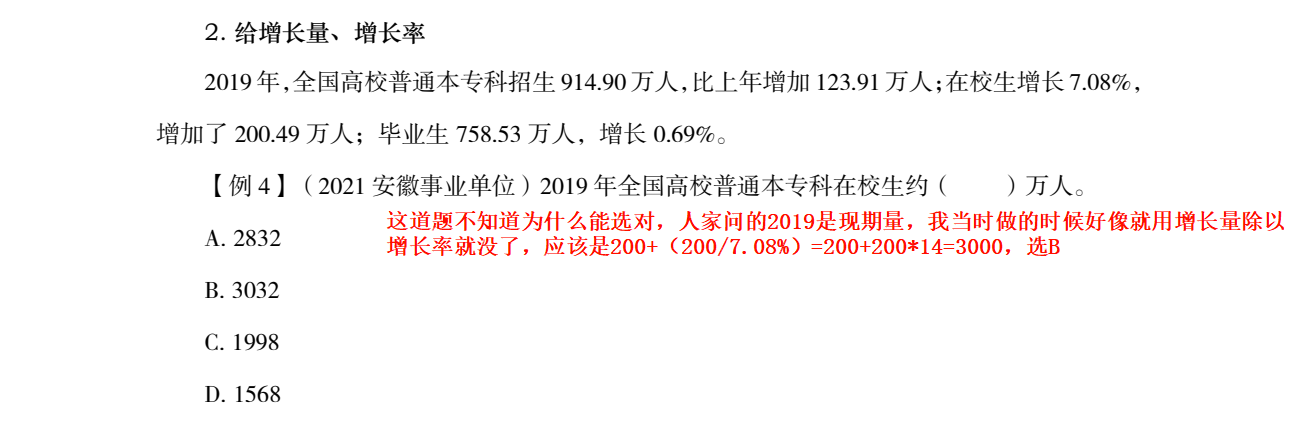 2. 给增长量、增长率
2019 年,全国高校普通本专科招生 914.90 万人,比上年增加 123.91 万人;在校生增长 7.08%,
增加了 200.49 万人；毕业生 758.53 万人，增长 0.69%。
【例 4】（2021 安徽事业单位）2019 年全国高校普通本专科在校生约（　　）万人。
这道题不知道为什么能选对，人家问的2019是现期量，我当时做的时候好像就用增长量除以
A. 2832
增长率就没了，应该是200+（200/7.08%）=200+200*14=3000，选B
B. 3032
C. 1998
D. 1568